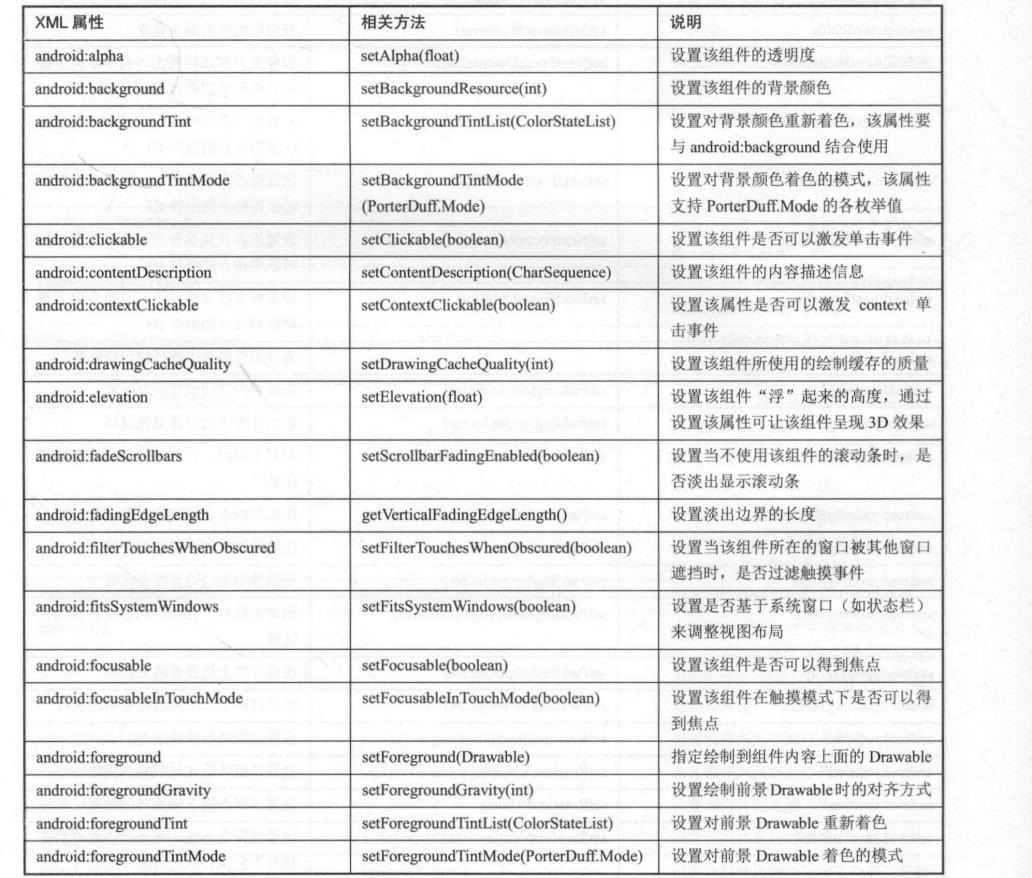 XML 属性 相关方法 说明
android:alpha setAlpha(float) 设置该组件的透明度
android:background setBackgroundResource(int) 设置该组件的背景颜色
android:backgroundTint setBackgroundTintList(ColorStateList) 设置对背景颜色重新着色，该属性要
与 android:background 结合使用
android:backgroundTintMode setBackgroundTintMode 设置对背景颜色着色的模式，该属性
(PorterDuff.Mode) 支持 PorterDuff.Mode 的各枚举值
android:clickable setClickable(boolean) 设置该组件是否可以激发单击事件
android:contentDescription setContentDescription(CharSequence) 设置该组件的内容描述信息
android:contextClickable setContextClickable(boolean) 设置该属性是否可以激发 context 单
击事件
android:drawingCacheQuality setDrawingCacheQuality(int) 设置该组件所使用的绘制缓存的质量
android:elevation setElevation(float) 设置该组件“浮”起来的高度，通过
设置该属性可让该组件呈现 3D 效果
android:fadeScrollbars setScrollbarFadingEnabled(boolean) 设置当不使用该组件的滚动条时，是
否淡出显示滚动条
android:fadingEdgeLength getVerticalFadingEdgeLength() 设置淡出边界的长度
android:filterTouchesWhenObscured setFilterTouchesWhenObscured(boolean) 设置当该组件所在的窗口被其他窗口
遮挡时，是否过滤触摸事件
android:fitsSystemWindows setFitsSystemWindows(boolean) 设置是否基于系统窗口（如状态栏）
来调整视图布局
android:focusable setFocusable(boolean) 设置该组件是否可以得到焦点
android:focusableInTouchMode setFocusableInTouchMode(boolean) 设置该组件在触摸模式下是否可以得
到焦点
android:foreground setForeground(Drawable) 指定绘制到组件内容上面的 Drawable
android:foregroundGravity setForegroundGravity(int) 设置绘制前景Drawable时的对齐方式
android:foregroundTint setForegroundTintList(ColorStateList) 设置对前景 Drawable 重新着色
android:foregroundTintMode setForegroundTintMode(PorterDuff.Mode) 设置对前景 Drawable 着色的模式